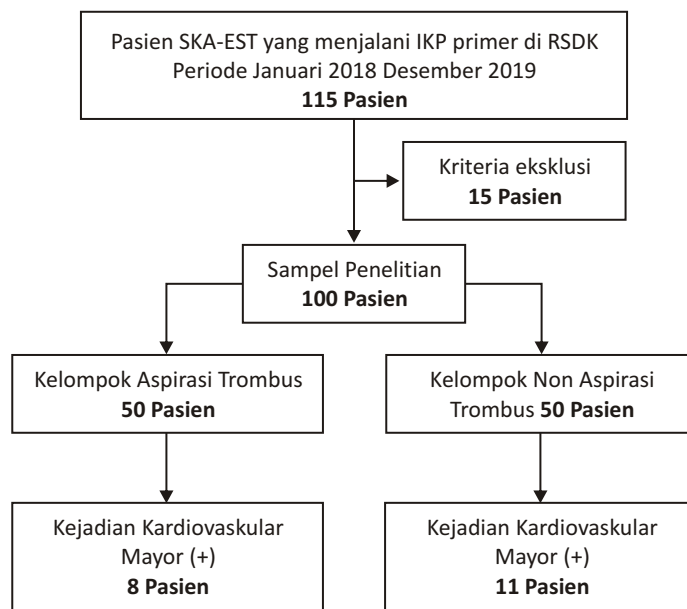 Pasien SKA-EST yang menjalani IKP primer di RSDK
Periode Januari 2018 Desember 2019
115 Pasien
Kriteria eksklusi
15 Pasien
Sampel Penelitian
100 Pasien
Kelompok Aspirasi Trombus
50 Pasien
Kelompok Non Aspirasi
Trombus 50 Pasien
Kejadian Kardiovaskular
Mayor (+)
8 Pasien
Kejadian Kardiovaskular
Mayor (+)
11 Pasien